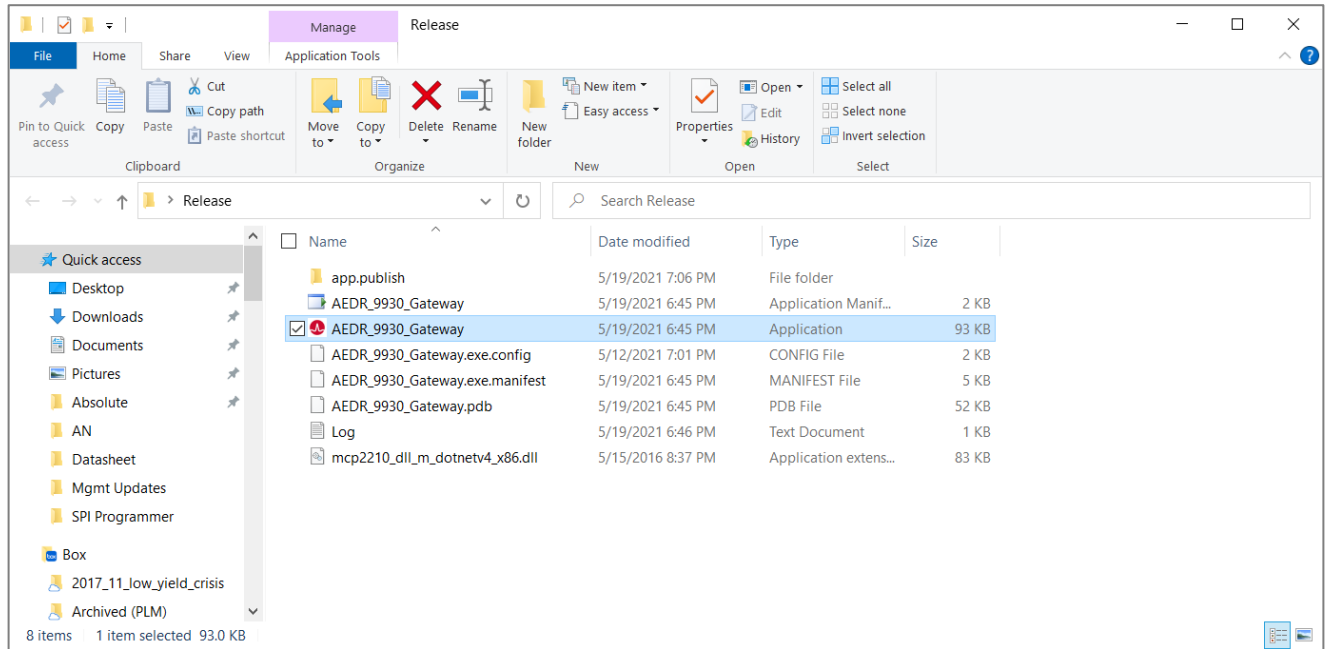 Manage Release
File Home Share View Application Tools
Pin to Quick access
Copy
Paste
Cut
Copy path
Paste shortcut
Clipboard
Move to
Copy to
Delete
Rename
Organize
New folder
New item
Easy access
New
Properties
Open
Edit
History
Open
Select all
Select none
Invert selection
Select
Release
Search Release
Quick access
Desktop
Downloads
Documents
Pictures
Absolute
AN
Datasheet
Mgmt Updates
SPI Programmer
Box
2017_11_low_yield_crisis
Archived (PLM)
Name Date modified Type Size
app.publish 5/19/2021 7:06 PM File folder
AEDR_9930_Gateway 5/19/2021 6:45 PM Application Manif... 2 KB
AEDR_9930_Gateway 5/19/2021 6:45 PM Application 93 KB
AEDR_9930_Gateway.exe.config 5/12/2021 7:01 PM CONFIG File 2 KB
AEDR_9930_Gateway.exe.manifest 5/19/2021 6:45 PM MANIFEST File 5 KB
AEDR_9930_Gateway.pdb 5/19/2021 6:45 PM PDB File 52 KB
Log 5/19/2021 6:46 PM Text Document 1 KB
mcp2210_dll_m_dotnetv4_x86.dll 5/15/2016 8:37 PM Application extens... 83 KB
8 items 1 item selected 93.0 KB